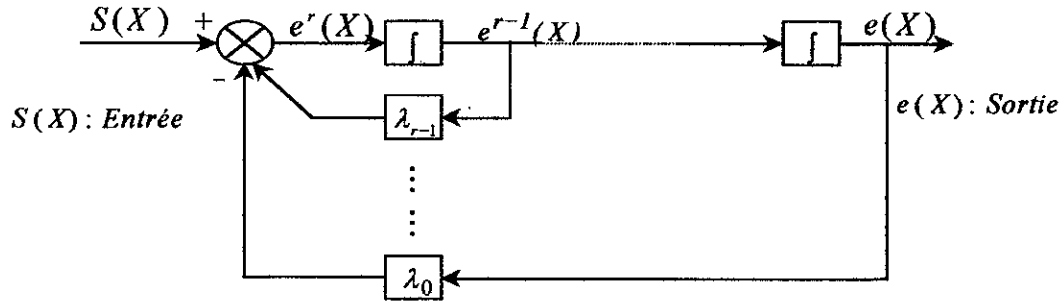 S(X) + e^r(X) ∫ e^{r-1}(X) ∫ e(X)
−
S(X) : Entrée
λ_{r-1}
e(X) : Sortie
λ_0